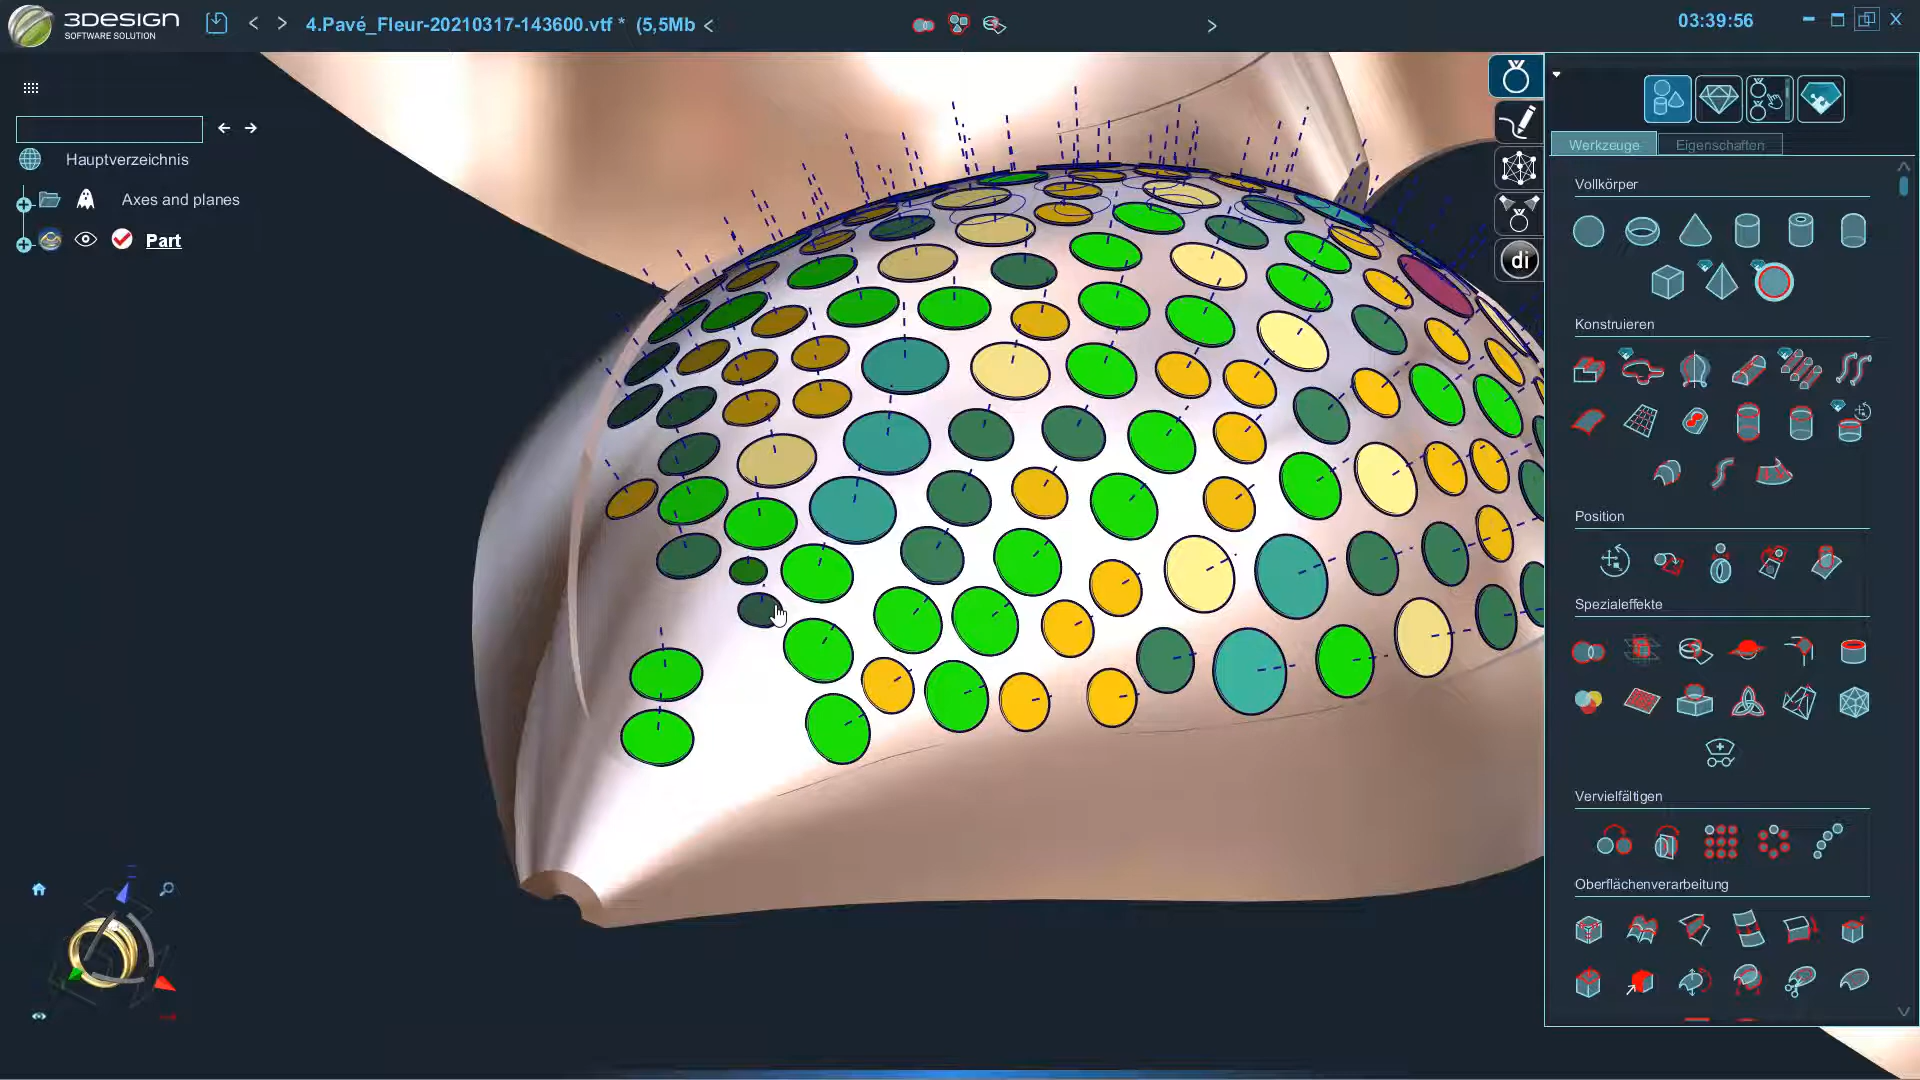 3DESIGN
SOFTWARE SOLUTION
4.Pavé_Fleur-20210317-143600.vtf * (5,5Mb
03:39:56
Hauptverzeichnis
Axes and planes
Part
di
Werkzeuge
Eigenschaften
Vollkörper
Konstruieren
Position
Spezialeffekte
Vervielfältigen
Oberflächenverarbeitung